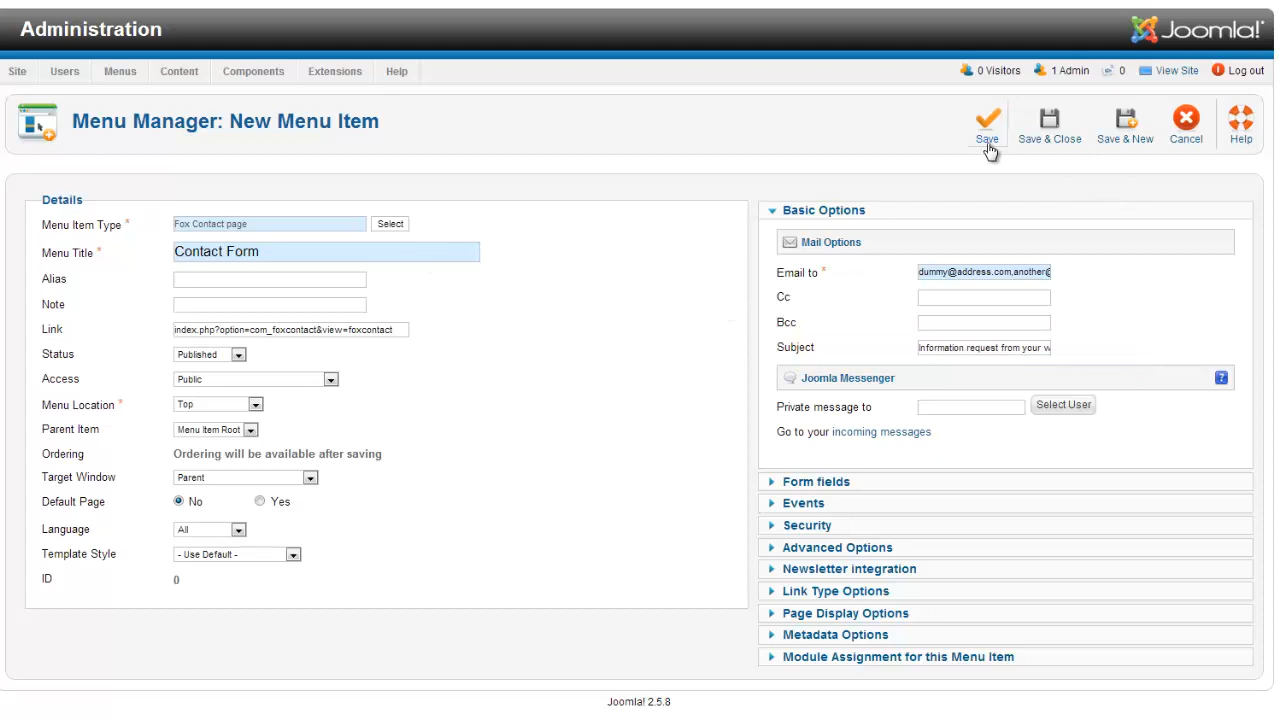 Administration
Joomla!
Site Users Menus Content Components Extensions Help 0 Visitors 1 Admin 0 View Site Log out
Menu Manager: New Menu Item
Save Save & Close Save & New Cancel Help
Details
Menu Item Type * Fox Contact page Select
Menu Title * Contact Form
Alias
Note
Link index.php?option=com_foxcontact&view=foxcontact
Status Published
Access Public
Menu Location * Top
Parent Item Menu Item Root
Ordering Ordering will be available after saving
Target Window Parent
Default Page No Yes
Language All
Template Style - Use Default -
ID 0
Basic Options
Mail Options
Email to * dummy@address.com,another@
Cc
Bcc
Subject Information request from your w
Joomla Messenger ?
Private message to Select User
Go to your incoming messages
Form fields
Events
Security
Advanced Options
Newsletter integration
Link Type Options
Page Display Options
Metadata Options
Module Assignment for this Menu Item
Joomla! 2.5.8